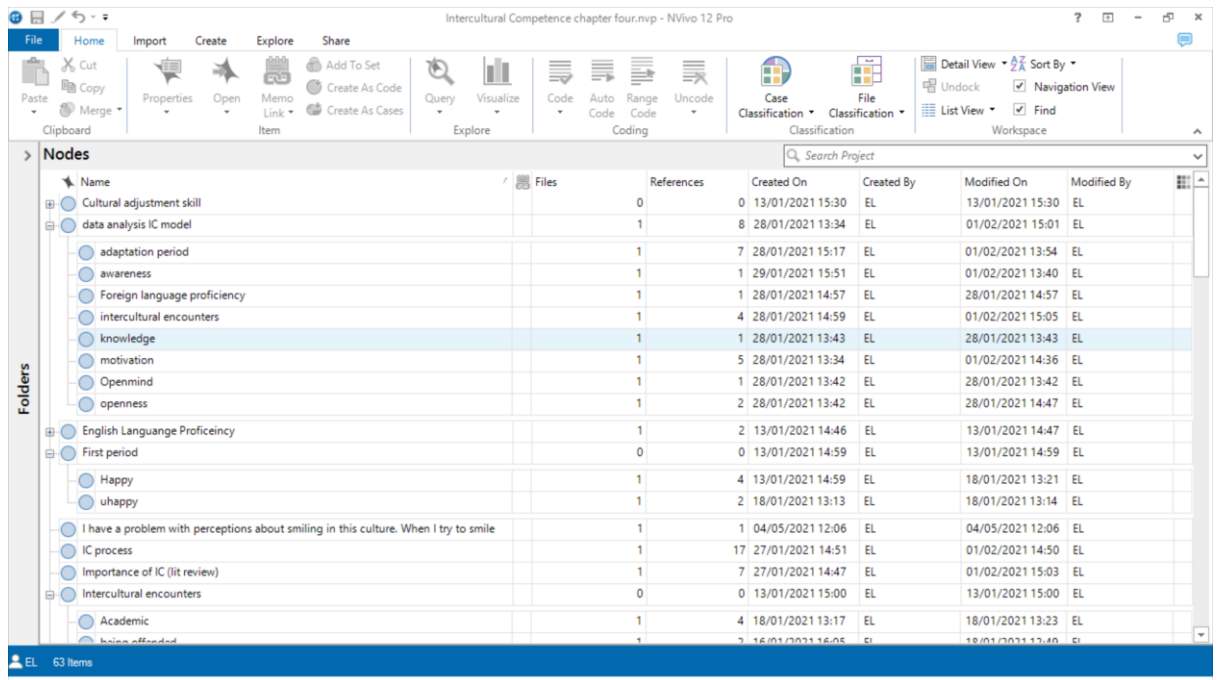 Intercultural Competence chapter four.nvp - NVivo 12 Pro
File Home Import Create Explore Share
Paste Cut Copy Merge Clipboard
Properties Open Memo Link Add To Set Create As Code Create As Cases Item
Query Visualize Explore
Code Auto Code Range Code Uncode Coding
Case Classification File Classification Classification
Detail View Sort By Undock Navigation View List View Find Workspace
Nodes Search Project
Name Files References Created On Created By Modified On Modified By
Cultural adjustment skill 0 0 13/01/2021 15:30 EL 13/01/2021 15:30 EL
data analysis IC model 1 8 28/01/2021 13:34 EL 01/02/2021 15:01 EL
adaptation period 1 7 28/01/2021 15:17 EL 01/02/2021 13:54 EL
awareness 1 1 29/01/2021 15:51 EL 01/02/2021 13:40 EL
Foreign language proficiency 1 1 28/01/2021 14:57 EL 28/01/2021 14:57 EL
intercultural encounters 1 4 28/01/2021 14:59 EL 01/02/2021 15:05 EL
knowledge 1 1 28/01/2021 13:43 EL 28/01/2021 13:43 EL
motivation 1 5 28/01/2021 13:34 EL 01/02/2021 14:36 EL
Openmind 1 1 28/01/2021 13:42 EL 28/01/2021 13:42 EL
openness 1 2 28/01/2021 13:42 EL 28/01/2021 14:47 EL
English Languange Proficeincy 1 2 13/01/2021 14:46 EL 13/01/2021 14:47 EL
First period 0 0 13/01/2021 14:59 EL 13/01/2021 14:59 EL
Happy 1 4 13/01/2021 14:59 EL 18/01/2021 13:21 EL
uhappy 1 2 18/01/2021 13:13 EL 18/01/2021 13:14 EL
I have a problem with perceptions about smiling in this culture. When I try to smile 1 1 04/05/2021 12:06 EL 04/05/2021 12:06 EL
IC process 1 17 27/01/2021 14:51 EL 01/02/2021 14:50 EL
Importance of IC (lit review) 1 7 27/01/2021 14:47 EL 01/02/2021 15:03 EL
Intercultural encounters 0 0 13/01/2021 15:00 EL 13/01/2021 15:00 EL
Academic 1 4 18/01/2021 13:17 EL 18/01/2021 13:23 EL
being offended 1 2 16/01/2021 16:05 EL 18/01/2021 12:49 EL
Folders
EL 63 Items